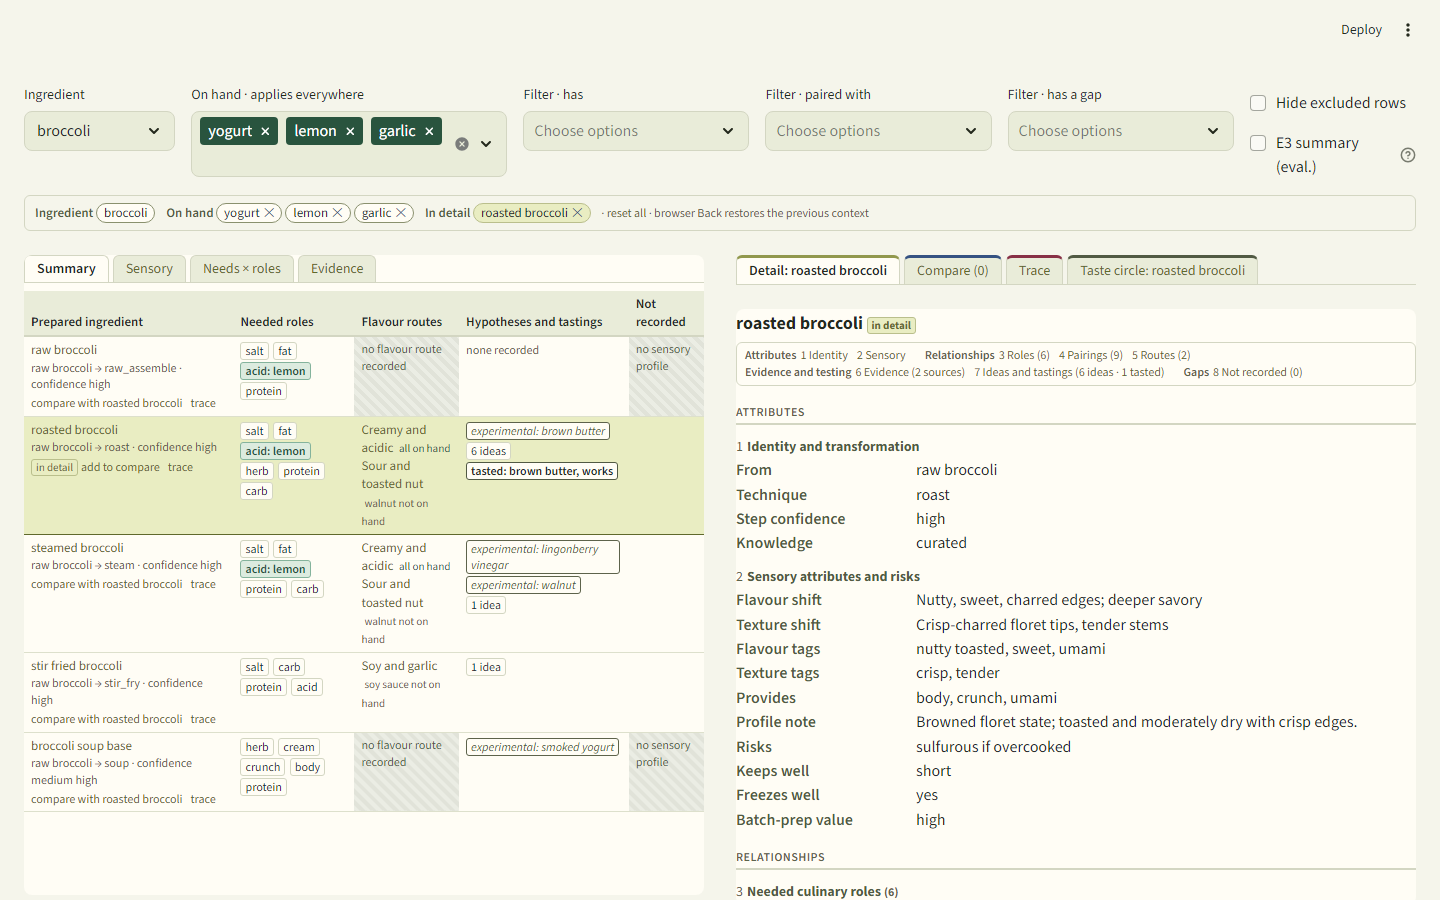 Deploy
Ingredient
On hand · applies everywhere
Filter · has
Filter · paired with
Filter · has a gap
broccoli
yogurt × lemon × garlic ×
Choose options
Choose options
Choose options
Hide excluded rows
E3 summary
(eval.)
Ingredient broccoli On hand yogurt × lemon × garlic × In detail roasted broccoli × · reset all · browser Back restores the previous context
Summary
Sensory
Needs × roles
Evidence
Prepared ingredient
Needed roles
Flavour routes
Hypotheses and tastings
Not
recorded
raw broccoli
raw broccoli → raw_assemble ·
confidence high
compare with roasted broccoli trace
salt fat
acid: lemon
protein
no flavour route
recorded
none recorded
no sensory
profile
roasted broccoli
raw broccoli → roast · confidence high
in detail add to compare trace
salt fat
acid: lemon
herb protein
carb
Creamy and
acidic all on hand
Sour and
toasted nut
walnut not on
hand
experimental: brown butter
6 ideas
tasted: brown butter, works
steamed broccoli
raw broccoli → steam · confidence high
compare with roasted broccoli trace
salt fat
acid: lemon
protein carb
Creamy and
acidic all on hand
Sour and
toasted nut
walnut not on
hand
experimental: lingonberry
vinegar
experimental: walnut
1 idea
stir fried broccoli
raw broccoli → stir_fry · confidence
high
compare with roasted broccoli trace
salt carb
protein acid
Soy and garlic
soy sauce not on
hand
1 idea
broccoli soup base
raw broccoli → soup · confidence
medium high
compare with roasted broccoli trace
herb cream
crunch body
protein
no flavour route
recorded
experimental: smoked yogurt
no sensory
profile
Detail: roasted broccoli
Compare (0)
Trace
Taste circle: roasted broccoli
roasted broccoli in detail
Attributes 1 Identity 2 Sensory Relationships 3 Roles (6) 4 Pairings (9) 5 Routes (2)
Evidence and testing 6 Evidence (2 sources) 7 Ideas and tastings (6 ideas · 1 tasted) Gaps 8 Not recorded (0)
ATTRIBUTES
1 Identity and transformation
From raw broccoli
Technique roast
Step confidence high
Knowledge curated
2 Sensory attributes and risks
Flavour shift Nutty, sweet, charred edges; deeper savory
Texture shift Crisp-charred floret tips, tender stems
Flavour tags nutty toasted, sweet, umami
Texture tags crisp, tender
Provides body, crunch, umami
Profile note Browned floret state; toasted and moderately dry with crisp edges.
Risks sulfurous if overcooked
Keeps well short
Freezes well yes
Batch-prep value high
RELATIONSHIPS
3 Needed culinary roles (6)